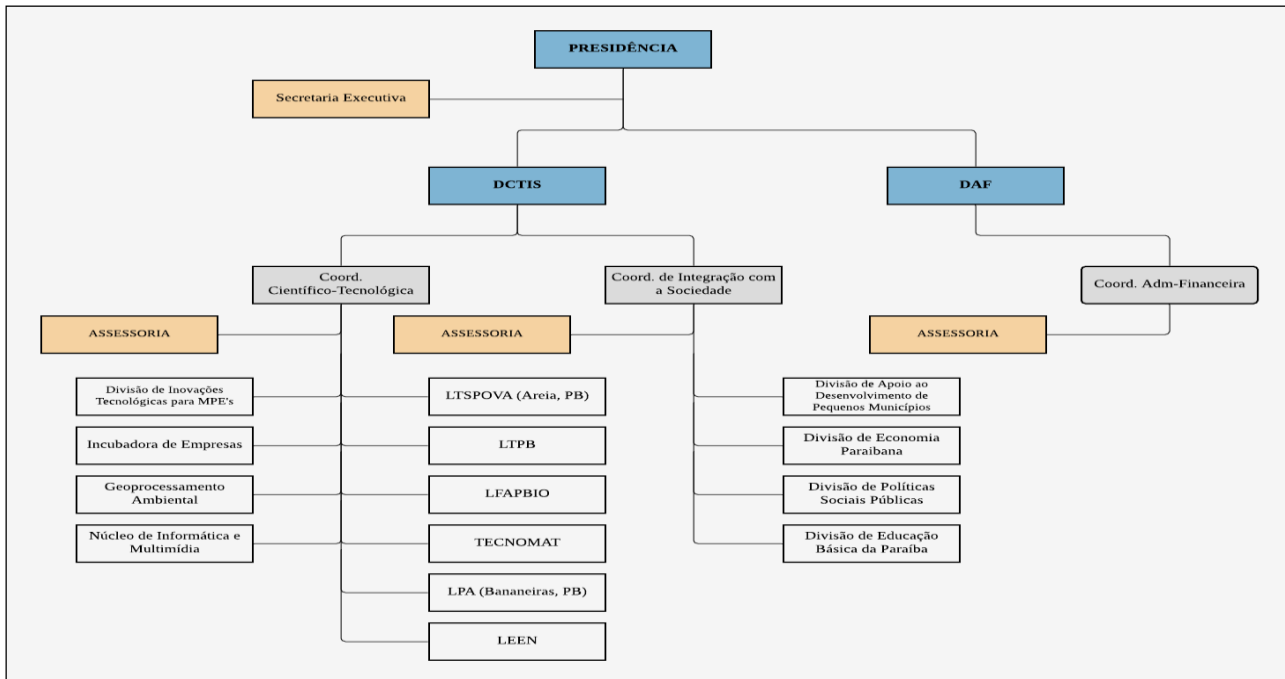 PRESIDÊNCIA
Secretaria Executiva
DCTIS
DAF
Coord.
Científico-Tecnológica
Coord. de Integração com
a Sociedade
Coord. Adm-Financeira
ASSESSORIA
ASSESSORIA
ASSESSORIA
Divisão de Inovações
Tecnológicas para MPE's
LTSPOVA (Areia, PB)
Divisão de Apoio ao
Desenvolvimento de
Pequenos Municípios
Incubadora de Empresas
LTPB
Divisão de Economia
Paraibana
Geoprocessamento
Ambiental
LFAPBIO
Divisão de Políticas
Sociais Públicas
Núcleo de Informática e
Multimídia
TECNOMAT
Divisão de Educação
Básica da Paraíba
LPA (Bananeiras, PB)
LEEN